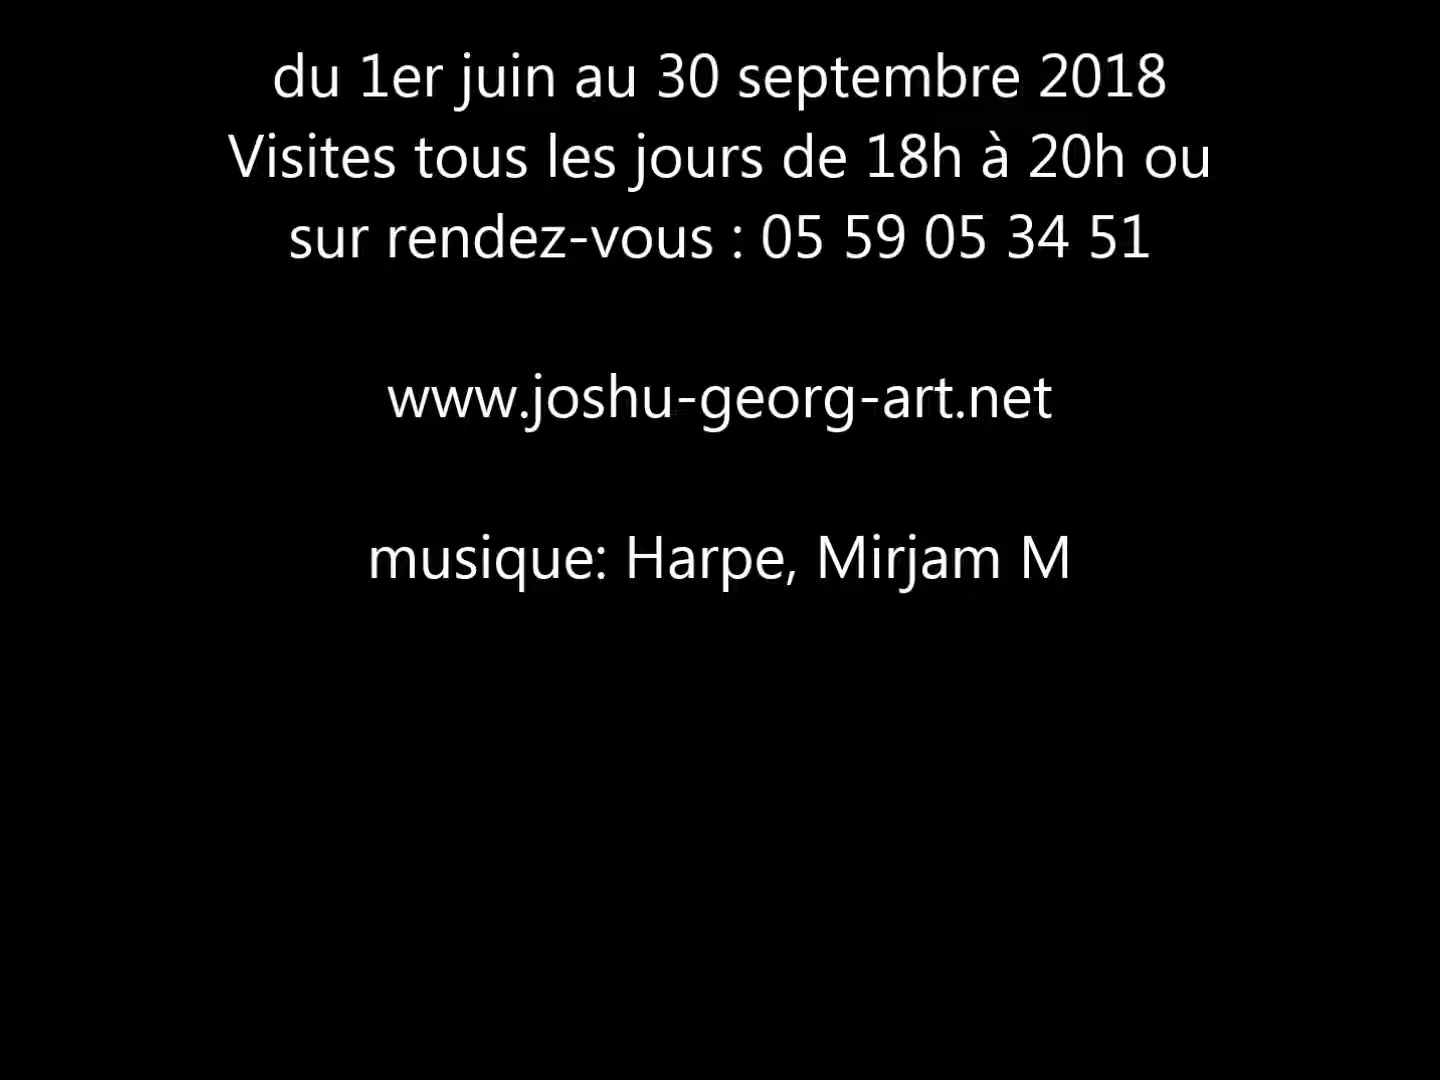 du 1er juin au 30 septembre 2018
Visites tous les jours de 18h à 20h ou
sur rendez-vous : 05 59 05 34 51
www.joshu-georg-art.net
musique: Harpe, Mirjam M